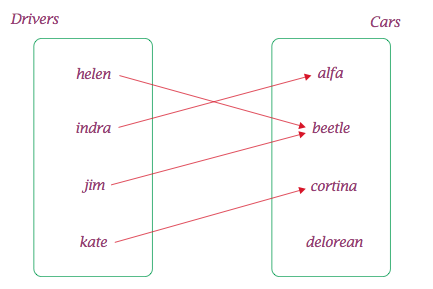 Drivers
Cars
helen
alfa
indra
beetle
jim
cortina
kate
delorean